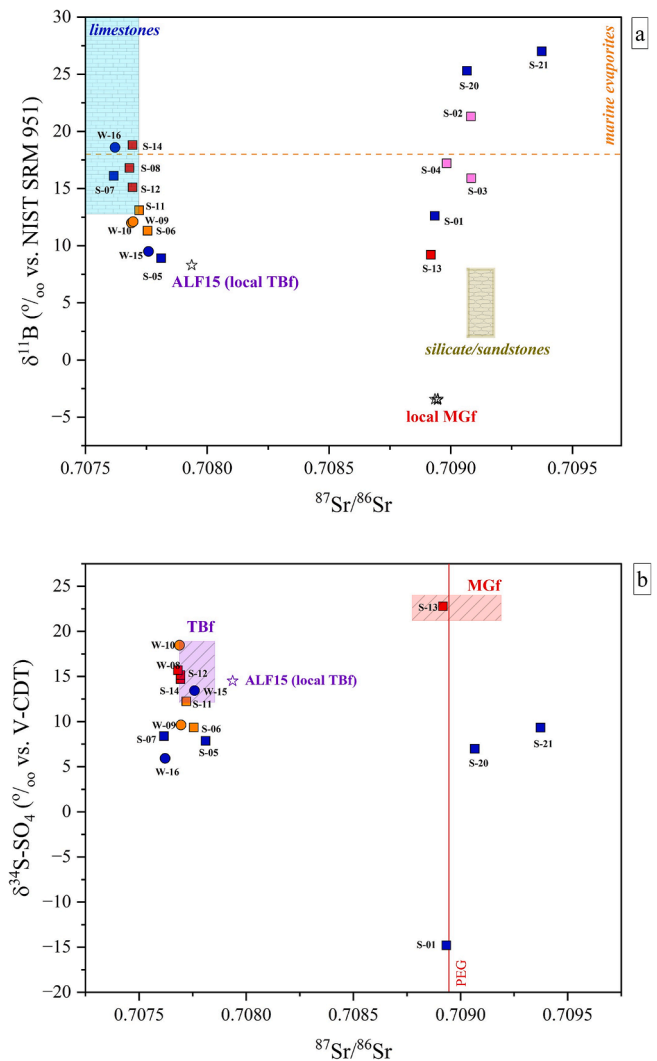 a
limestones
marine evaporites
S-21
S-20
S-02
W-16
S-14
S-04
S-08
S-07
S-12
S-03
S-11
W-09
W-10
S-06
S-01
W-15
S-05
S-13
ALF15 (local TBf)
silicate/sandstones
local MGf
30
25
20
15
10
5
0
−5
δ¹¹B (⁰/₀₀ vs. NIST SRM 951)
0.7075 0.7080 0.7085 0.7090 0.7095
⁸⁷Sr/⁸⁶Sr
b
MGf
S-13
TBf
W-10
W-08
S-12
ALF15 (local TBf)
S-14
W-15
S-11
W-09
S-06
S-07
S-05
S-21
S-20
W-16
S-01
PEG
25
20
15
10
5
0
−5
−10
−15
−20
δ³⁴S-SO₄ (⁰/₀₀ vs. V-CDT)
0.7075 0.7080 0.7085 0.7090 0.7095
⁸⁷Sr/⁸⁶Sr